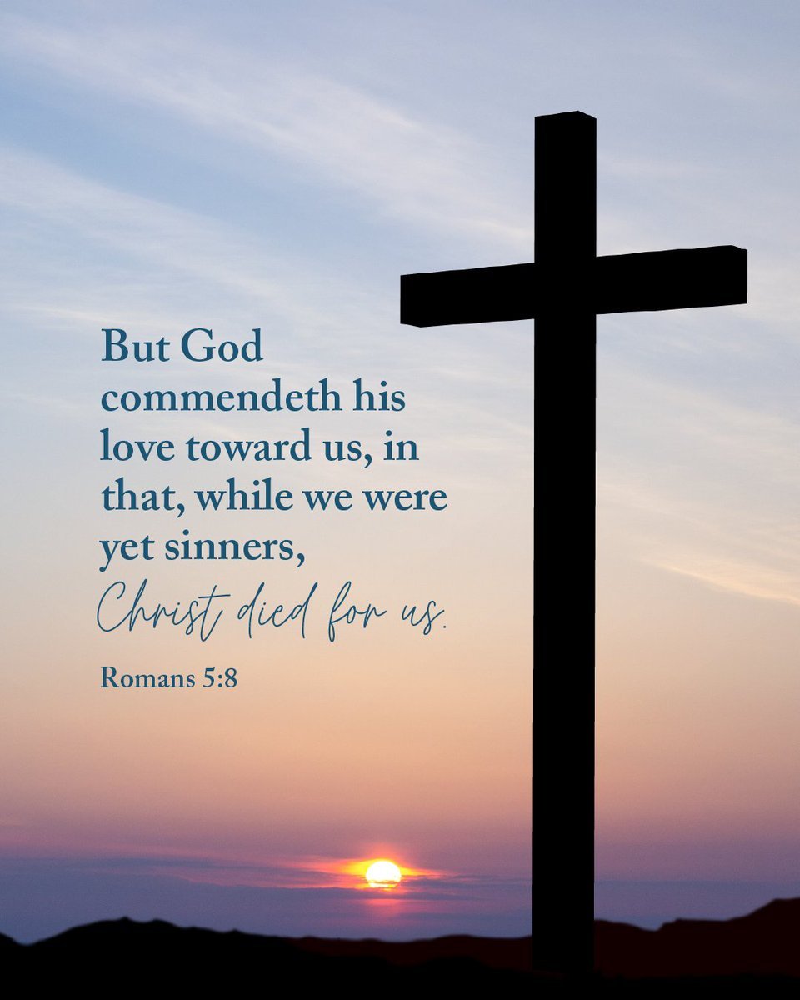 But God
commendeth his
love toward us, in
that, while we were
yet sinners,
Christ died for us.
Romans 5:8